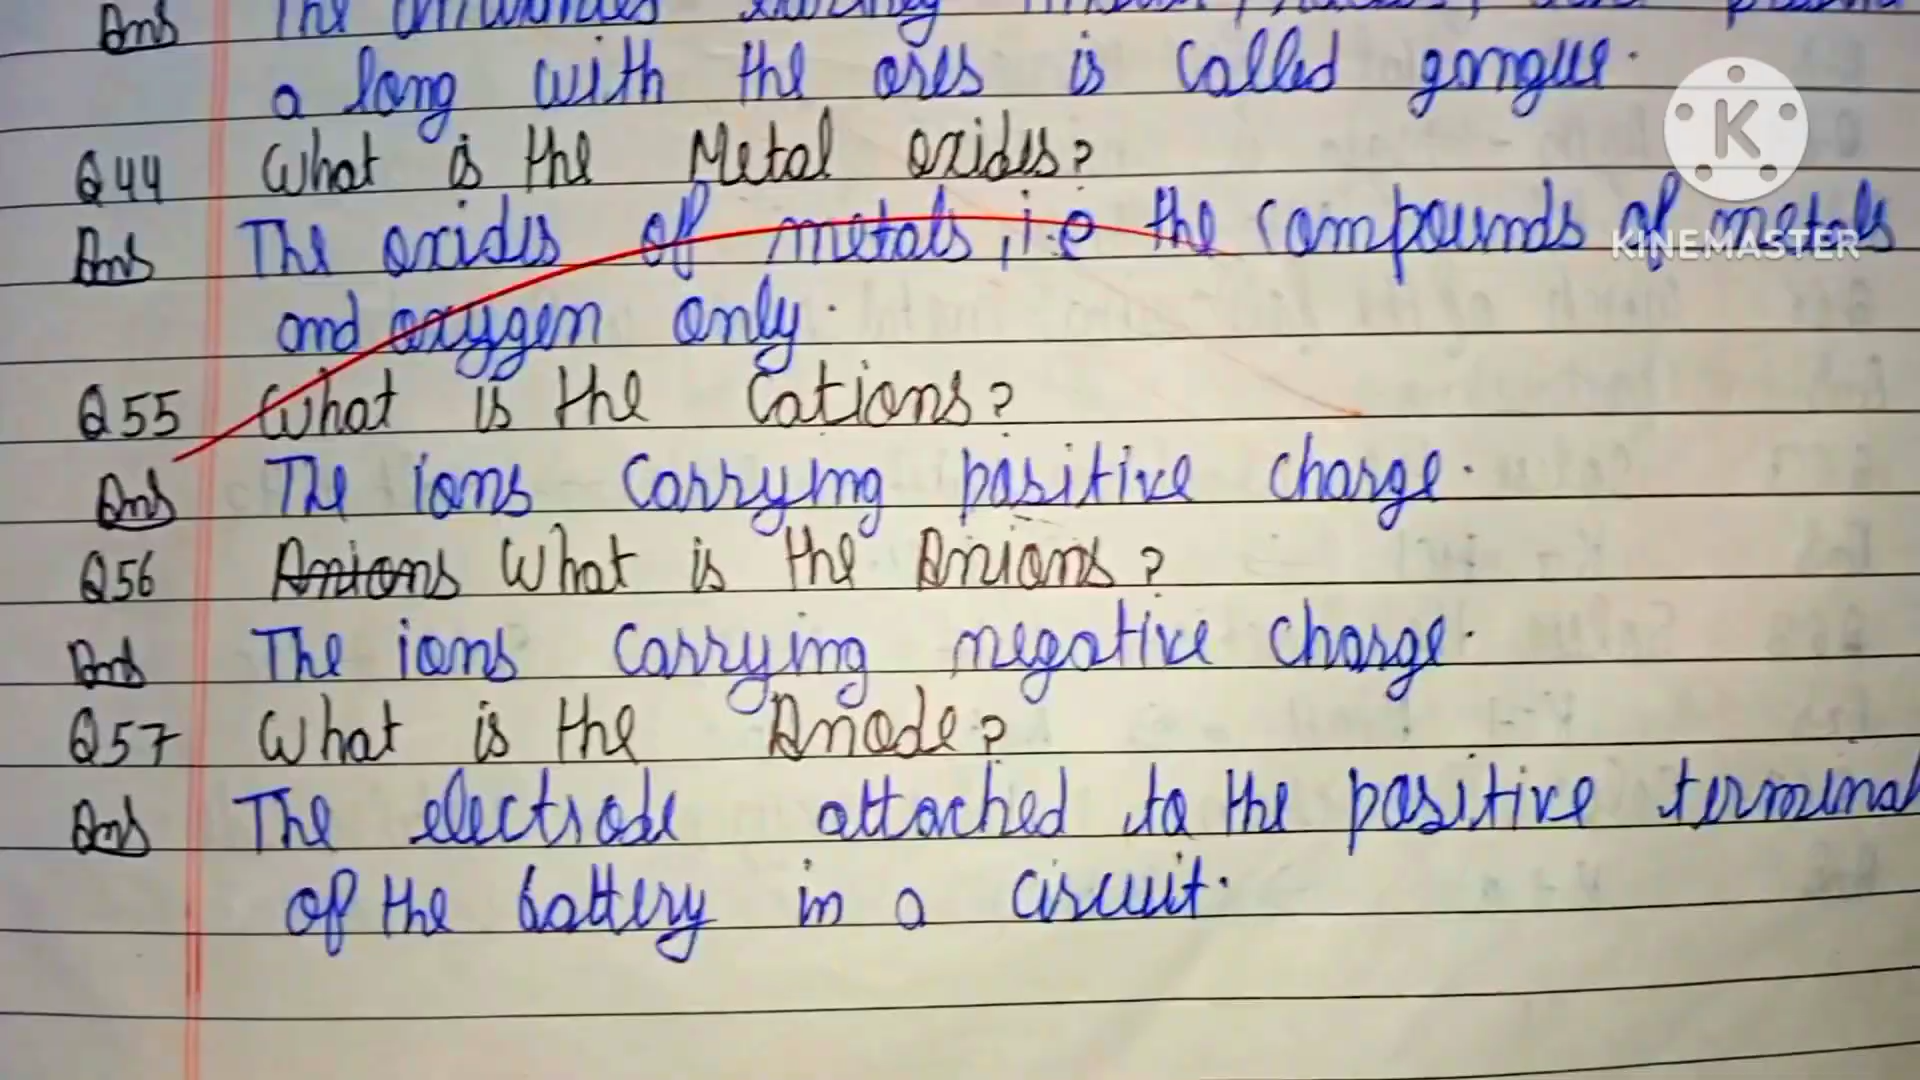 Ans The
a long with the ores is called gangue.
Q44 What is the Metal oxides?
Ans The oxides of metals, i.e the compounds of metals
and oxygen only.
Q55 What is the Cations?
Ans The ions carrying positive charge.
Q56 Anions What is the Anions?
Ans The ions carrying negative charge.
Q57 What is the Anode?
Ans The electrode attached to the positive terminal
of the battery in a circuit.
K
KINEMASTER